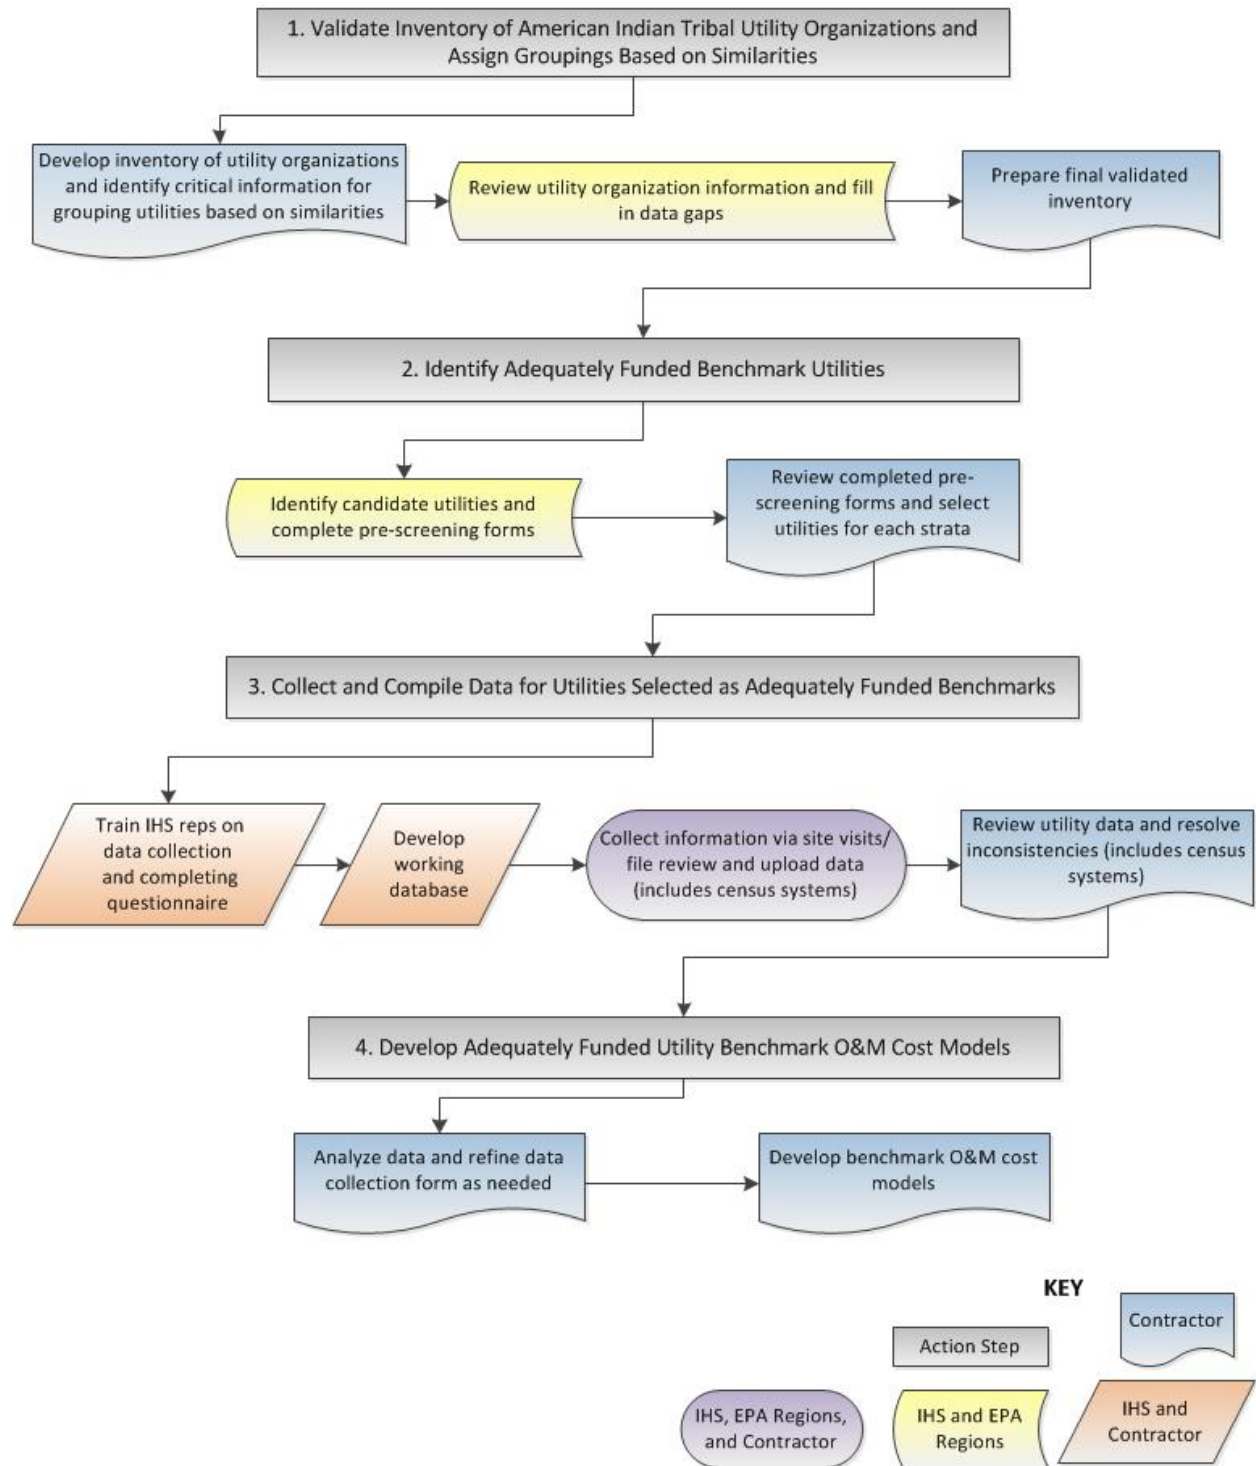 1. Validate Inventory of American Indian Tribal Utility Organizations and
Assign Groupings Based on Similarities
Develop inventory of utility organizations
and identify critical information for
grouping utilities based on similarities
Review utility organization information and fill
in data gaps
Prepare final validated
inventory
2. Identify Adequately Funded Benchmark Utilities
Identify candidate utilities and
complete pre-screening forms
Review completed pre-
screening forms and select
utilities for each strata
3. Collect and Compile Data for Utilities Selected as Adequately Funded Benchmarks
Train IHS reps on
data collection
and completing
questionnaire
Develop
working
database
Collect information via site visits/
file review and upload data
(includes census systems)
Review utility data and resolve
inconsistencies (includes census
systems)
4. Develop Adequately Funded Utility Benchmark O&M Cost Models
Analyze data and refine data
collection form as needed
Develop benchmark O&M cost
models
KEY
Contractor
Action Step
IHS, EPA Regions,
and Contractor
IHS and EPA
Regions
IHS and
Contractor